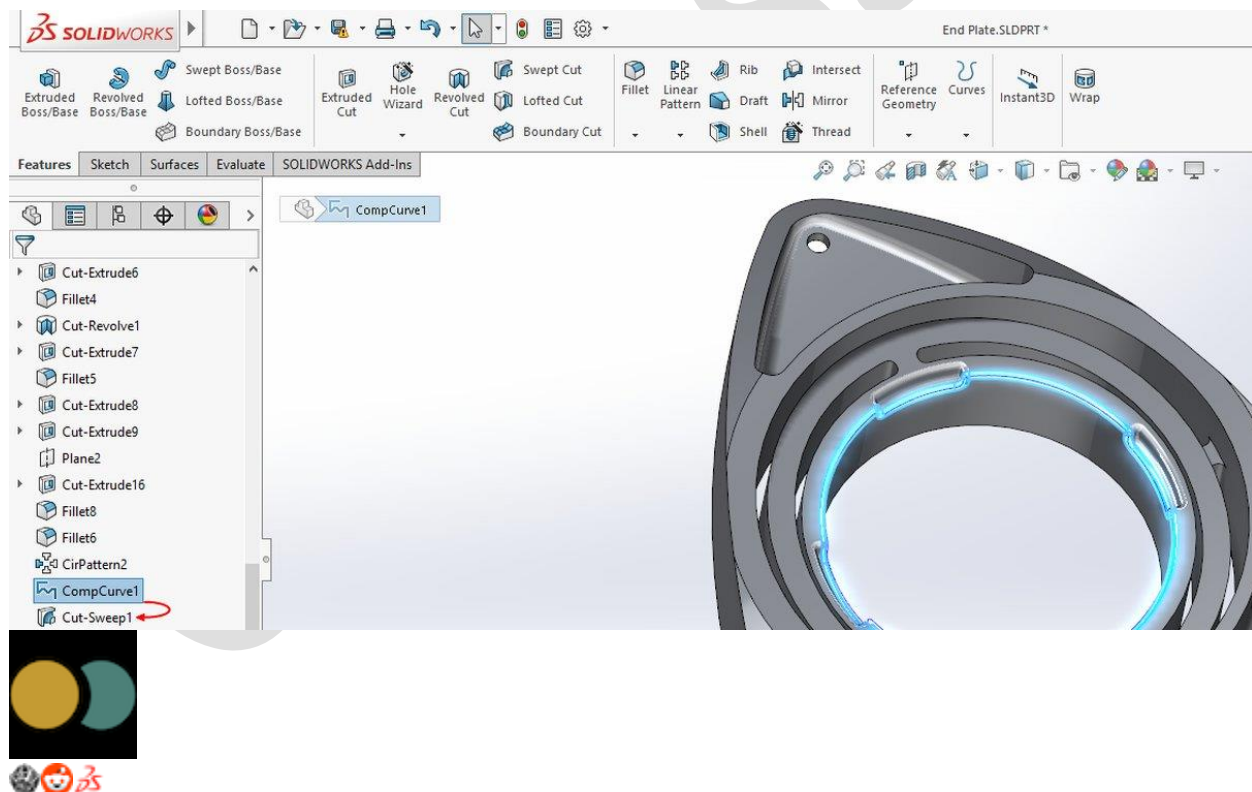 SOLIDWORKS
End Plate.SLDPRT *
Extruded Boss/Base
Revolved Boss/Base
Swept Boss/Base
Lofted Boss/Base
Boundary Boss/Base
Extruded Cut
Hole Wizard
Revolved Cut
Swept Cut
Lofted Cut
Boundary Cut
Fillet
Linear Pattern
Rib
Draft
Shell
Intersect
Mirror
Thread
Reference Geometry
Curves
Instant3D
Wrap
Features Sketch Surfaces Evaluate SOLIDWORKS Add-Ins
CompCurve1
Cut-Extrude6
Fillet4
Cut-Revolve1
Cut-Extrude7
Fillet5
Cut-Extrude8
Cut-Extrude9
Plane2
Cut-Extrude16
Fillet8
Fillet6
CirPattern2
CompCurve1
Cut-Sweep1